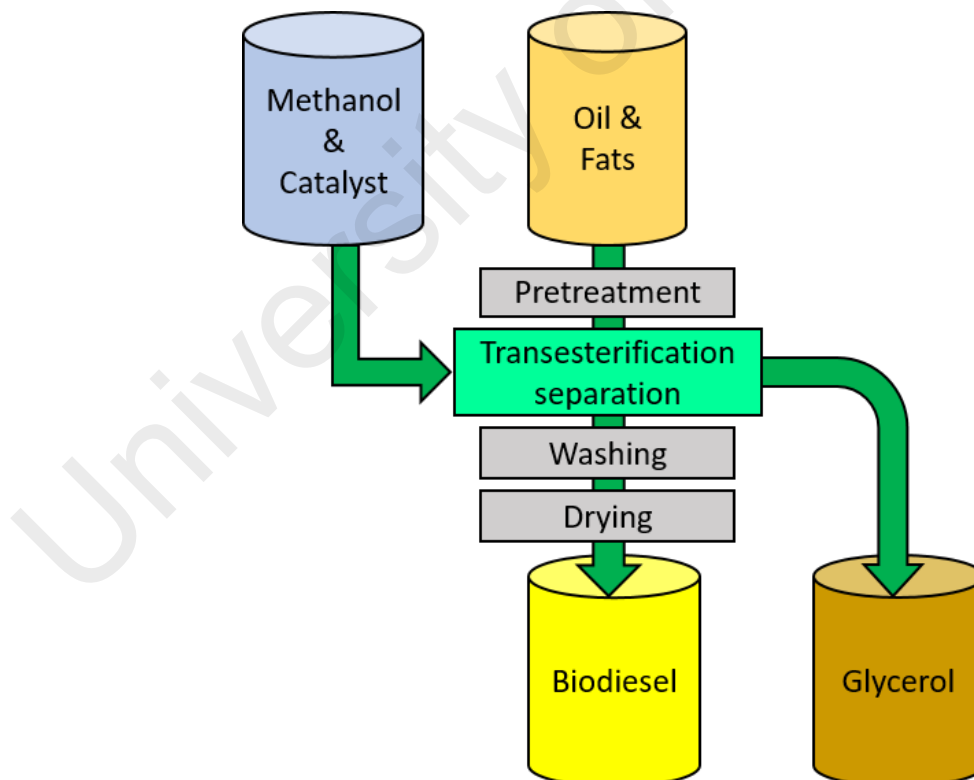 Methanol
&
Catalyst
Oil &
Fats
Pretreatment
Transesterification
separation
Washing
Drying
Biodiesel
Glycerol
University of